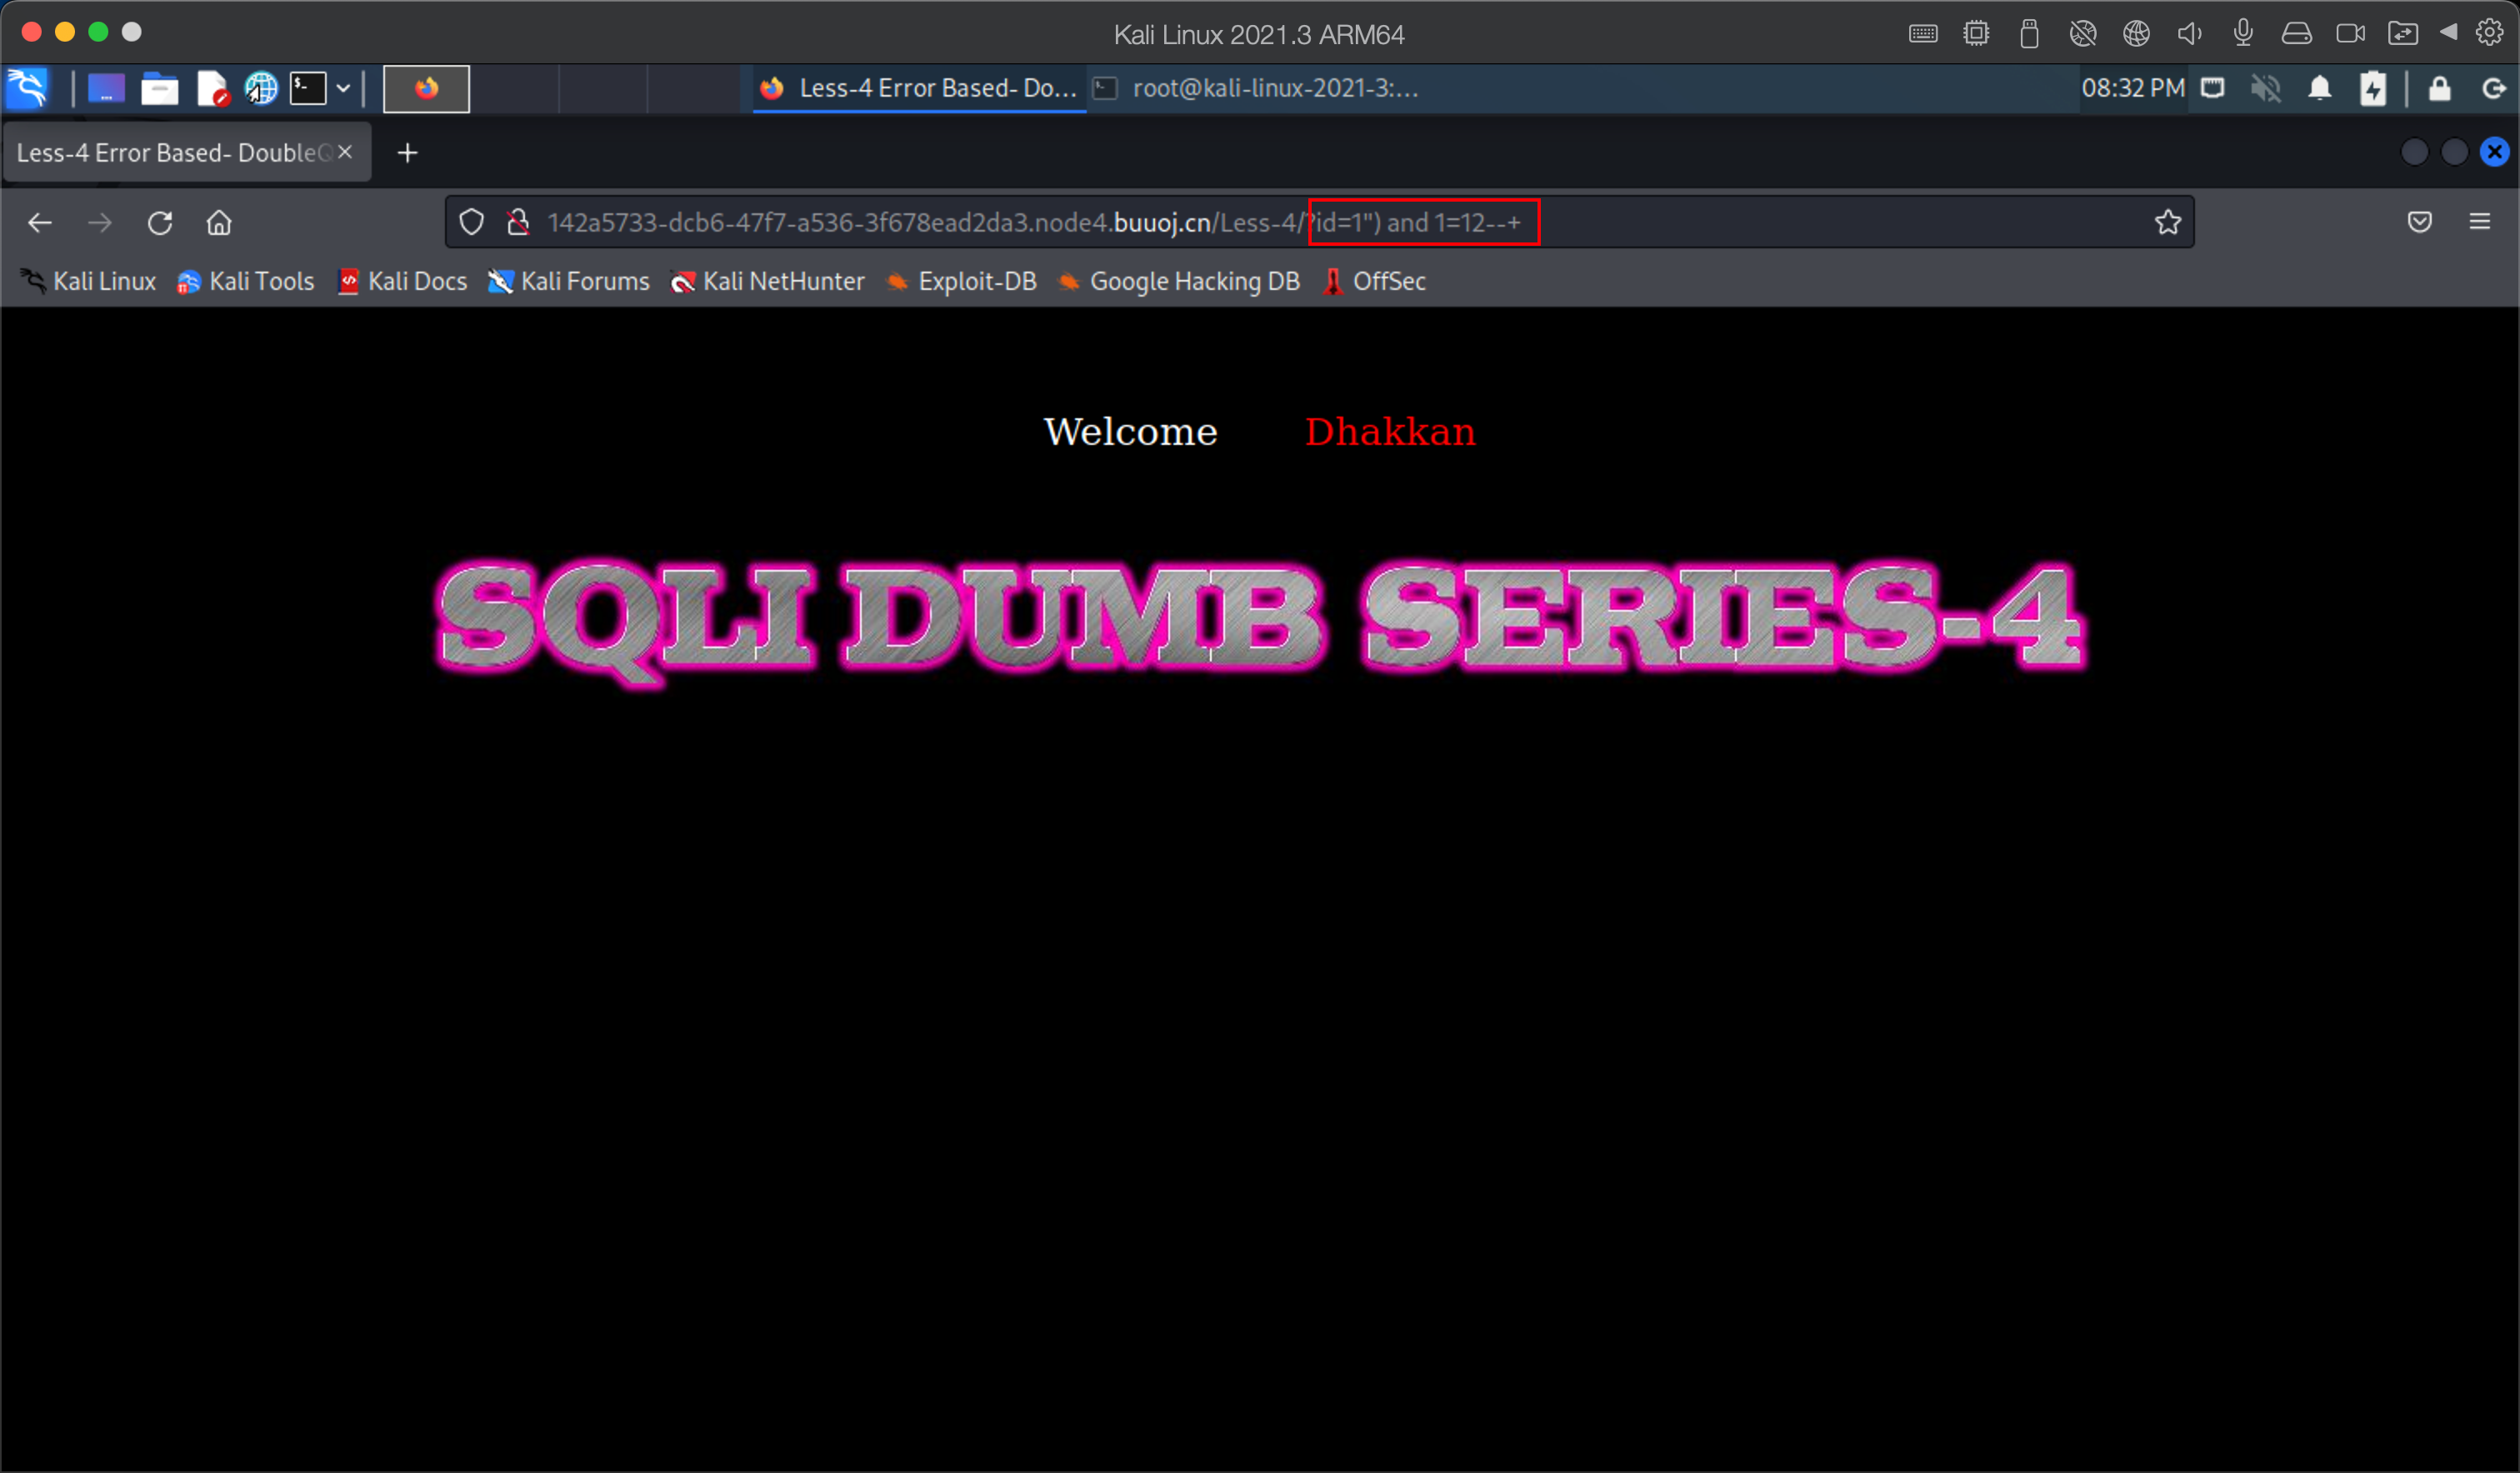 Kali Linux 2021.3 ARM64
Less-4 Error Based- Do... root@kali-linux-2021-3:... 08:32 PM
Less-4 Error Based- DoubleQ
142a5733-dcb6-47f7-a536-3f678ead2da3.node4.buuoj.cn/Less-4/?id=1") and 1=12--+
Kali Linux Kali Tools Kali Docs Kali Forums Kali NetHunter Exploit-DB Google Hacking DB OffSec
Welcome Dhakkan
SQLI DUMB SERIES-4